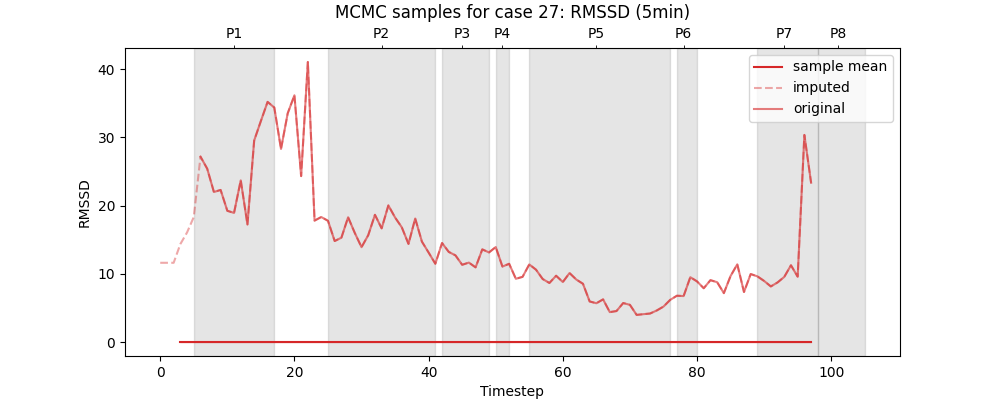 MCMC samples for case 27: RMSSD (5min)
P1 P2 P3 P4 P5 P6 P7 P8
sample mean
imputed
original
40
30
20
10
0
RMSSD
0 20 40 60 80 100
Timestep